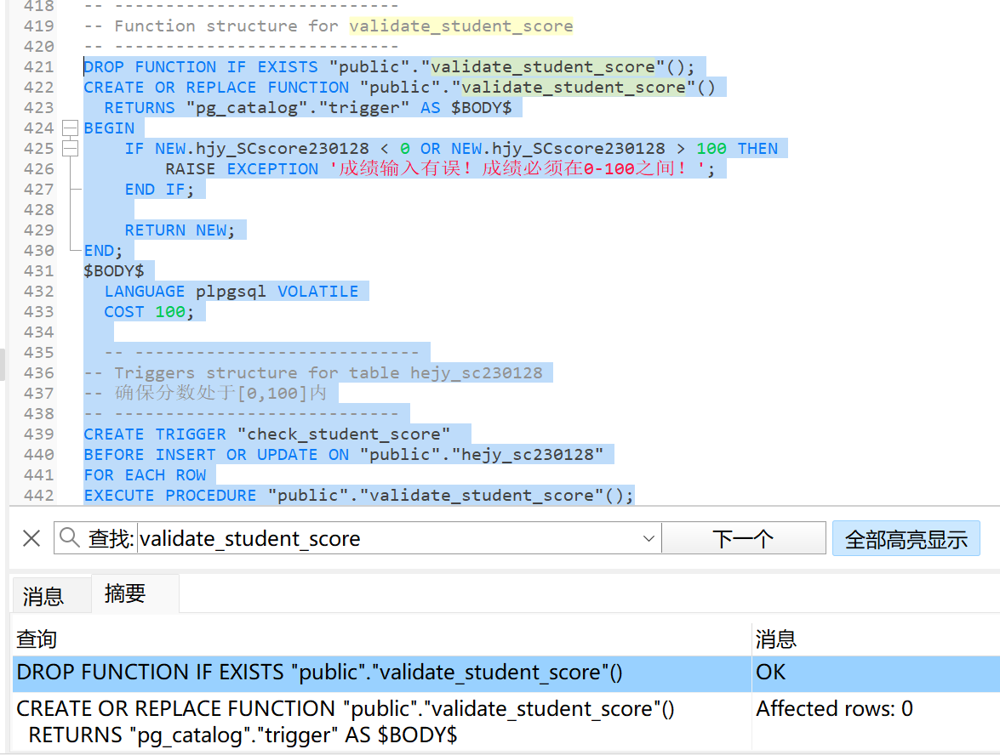 418 -- ----------------------------
419 -- Function structure for validate_student_score
420 -- ----------------------------
421 DROP FUNCTION IF EXISTS "public"."validate_student_score"();
422 CREATE OR REPLACE FUNCTION "public"."validate_student_score"()
423   RETURNS "pg_catalog"."trigger" AS $BODY$
424 BEGIN
425     IF NEW.hjy_SCscore230128 < 0 OR NEW.hjy_SCscore230128 > 100 THEN
426         RAISE EXCEPTION '成绩输入有误！成绩必须在0-100之间！';
427     END IF;
428
429     RETURN NEW;
430 END;
431 $BODY$
432   LANGUAGE plpgsql VOLATILE
433   COST 100;
434
435   -- ----------------------------
436 -- Triggers structure for table hejy_sc230128
437 -- 确保分数处于[0,100]内
438 -- ----------------------------
439 CREATE TRIGGER "check_student_score"
440 BEFORE INSERT OR UPDATE ON "public"."hejy_sc230128"
441 FOR EACH ROW
442 EXECUTE PROCEDURE "public"."validate_student_score"();
查找: validate_student_score 下一个 全部高亮显示
消息 摘要
查询 消息
DROP FUNCTION IF EXISTS "public"."validate_student_score"() OK
CREATE OR REPLACE FUNCTION "public"."validate_student_score"() Affected rows: 0
  RETURNS "pg_catalog"."trigger" AS $BODY$